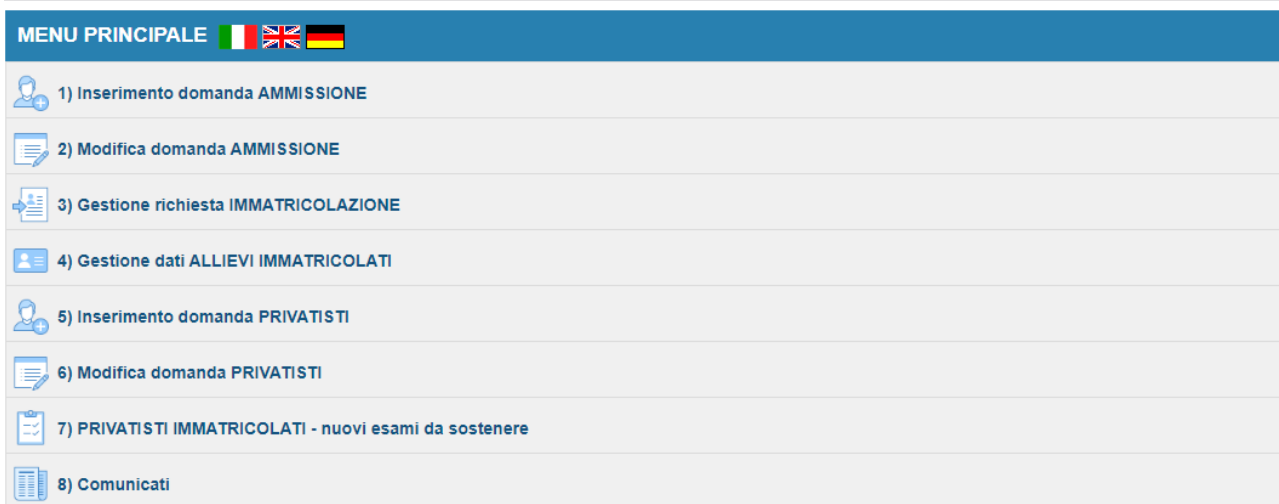 MENU PRINCIPALE
1) Inserimento domanda AMMISSIONE
2) Modifica domanda AMMISSIONE
3) Gestione richiesta IMMATRICOLAZIONE
4) Gestione dati ALLIEVI IMMATRICOLATI
5) Inserimento domanda PRIVATISTI
6) Modifica domanda PRIVATISTI
7) PRIVATISTI IMMATRICOLATI - nuovi esami da sostenere
8) Comunicati